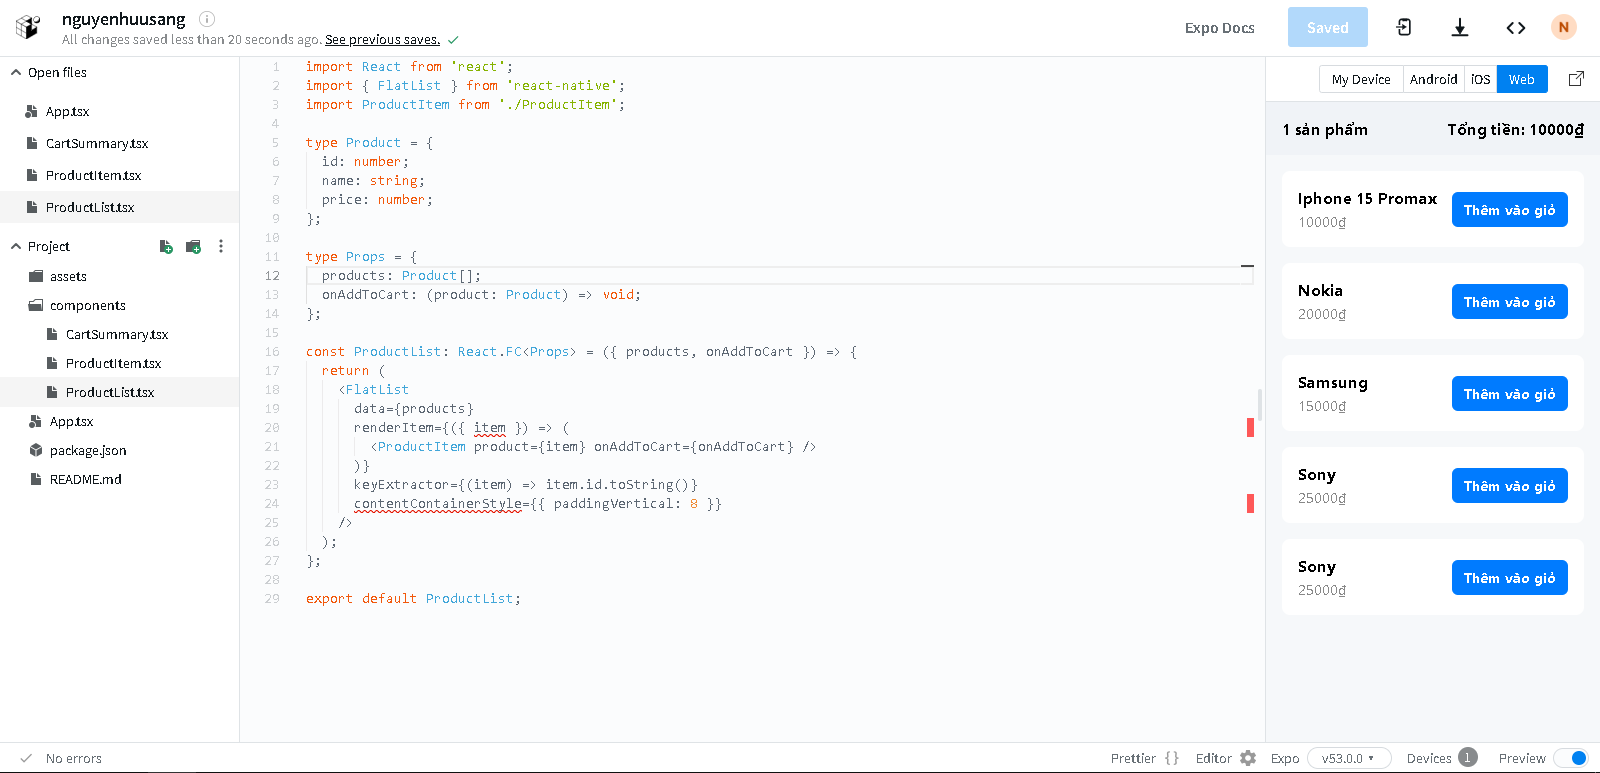 nguyenhuusang
All changes saved less than 20 seconds ago. See previous saves.
Expo Docs
Saved
N
Open files
App.tsx
CartSummary.tsx
ProductItem.tsx
ProductList.tsx
Project
assets
components
CartSummary.tsx
ProductItem.tsx
ProductList.tsx
App.tsx
package.json
README.md
1 import React from 'react';
2 import { FlatList } from 'react-native';
3 import ProductItem from './ProductItem';
4
5 type Product = {
6 id: number;
7 name: string;
8 price: number;
9 };
10
11 type Props = {
12 products: Product[];
13 onAddToCart: (product: Product) => void;
14 };
15
16 const ProductList: React.FC<Props> = ({ products, onAddToCart }) => {
17 return (
18 <FlatList
19 data={products}
20 renderItem={({ item }) => (
21 <ProductItem product={item} onAddToCart={onAddToCart} />
22 )}
23 keyExtractor={(item) => item.id.toString()}
24 contentContainerStyle={{ paddingVertical: 8 }}
25 />
26 );
27 };
28
29 export default ProductList;
My Device Android iOS Web
1 sản phẩm Tổng tiền: 10000₫
Iphone 15 Promax
10000₫
Thêm vào giỏ
Nokia
20000₫
Thêm vào giỏ
Samsung
15000₫
Thêm vào giỏ
Sony
25000₫
Thêm vào giỏ
Sony
25000₫
Thêm vào giỏ
No errors
Prettier { } Editor Expo v53.0.0 Devices 1 Preview